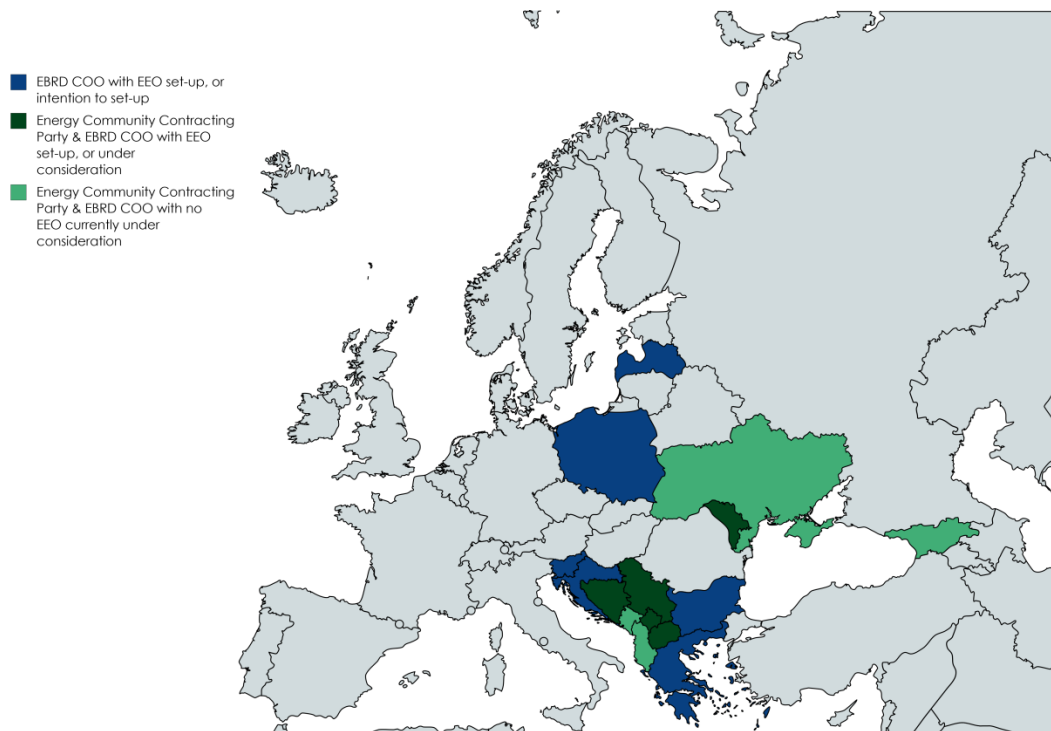 EBRD COO with EEO set-up, or
intention to set-up
Energy Community Contracting
Party & EBRD COO with EEO
set-up, or under
consideration
Energy Community Contracting
Party & EBRD COO with no
EEO currently under
consideration